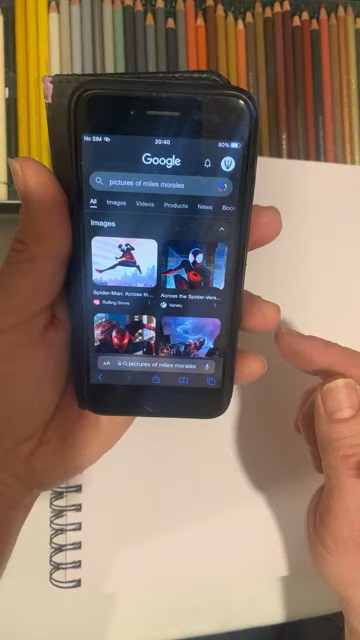 No SIM
20:40
80%
Google
pictures of miles morales
All Images Videos Products News Boo
Images
Spider-Man: Across th...
Rolling Stone
Across the Spider-Vers...
Variety
AA pictures of miles morales